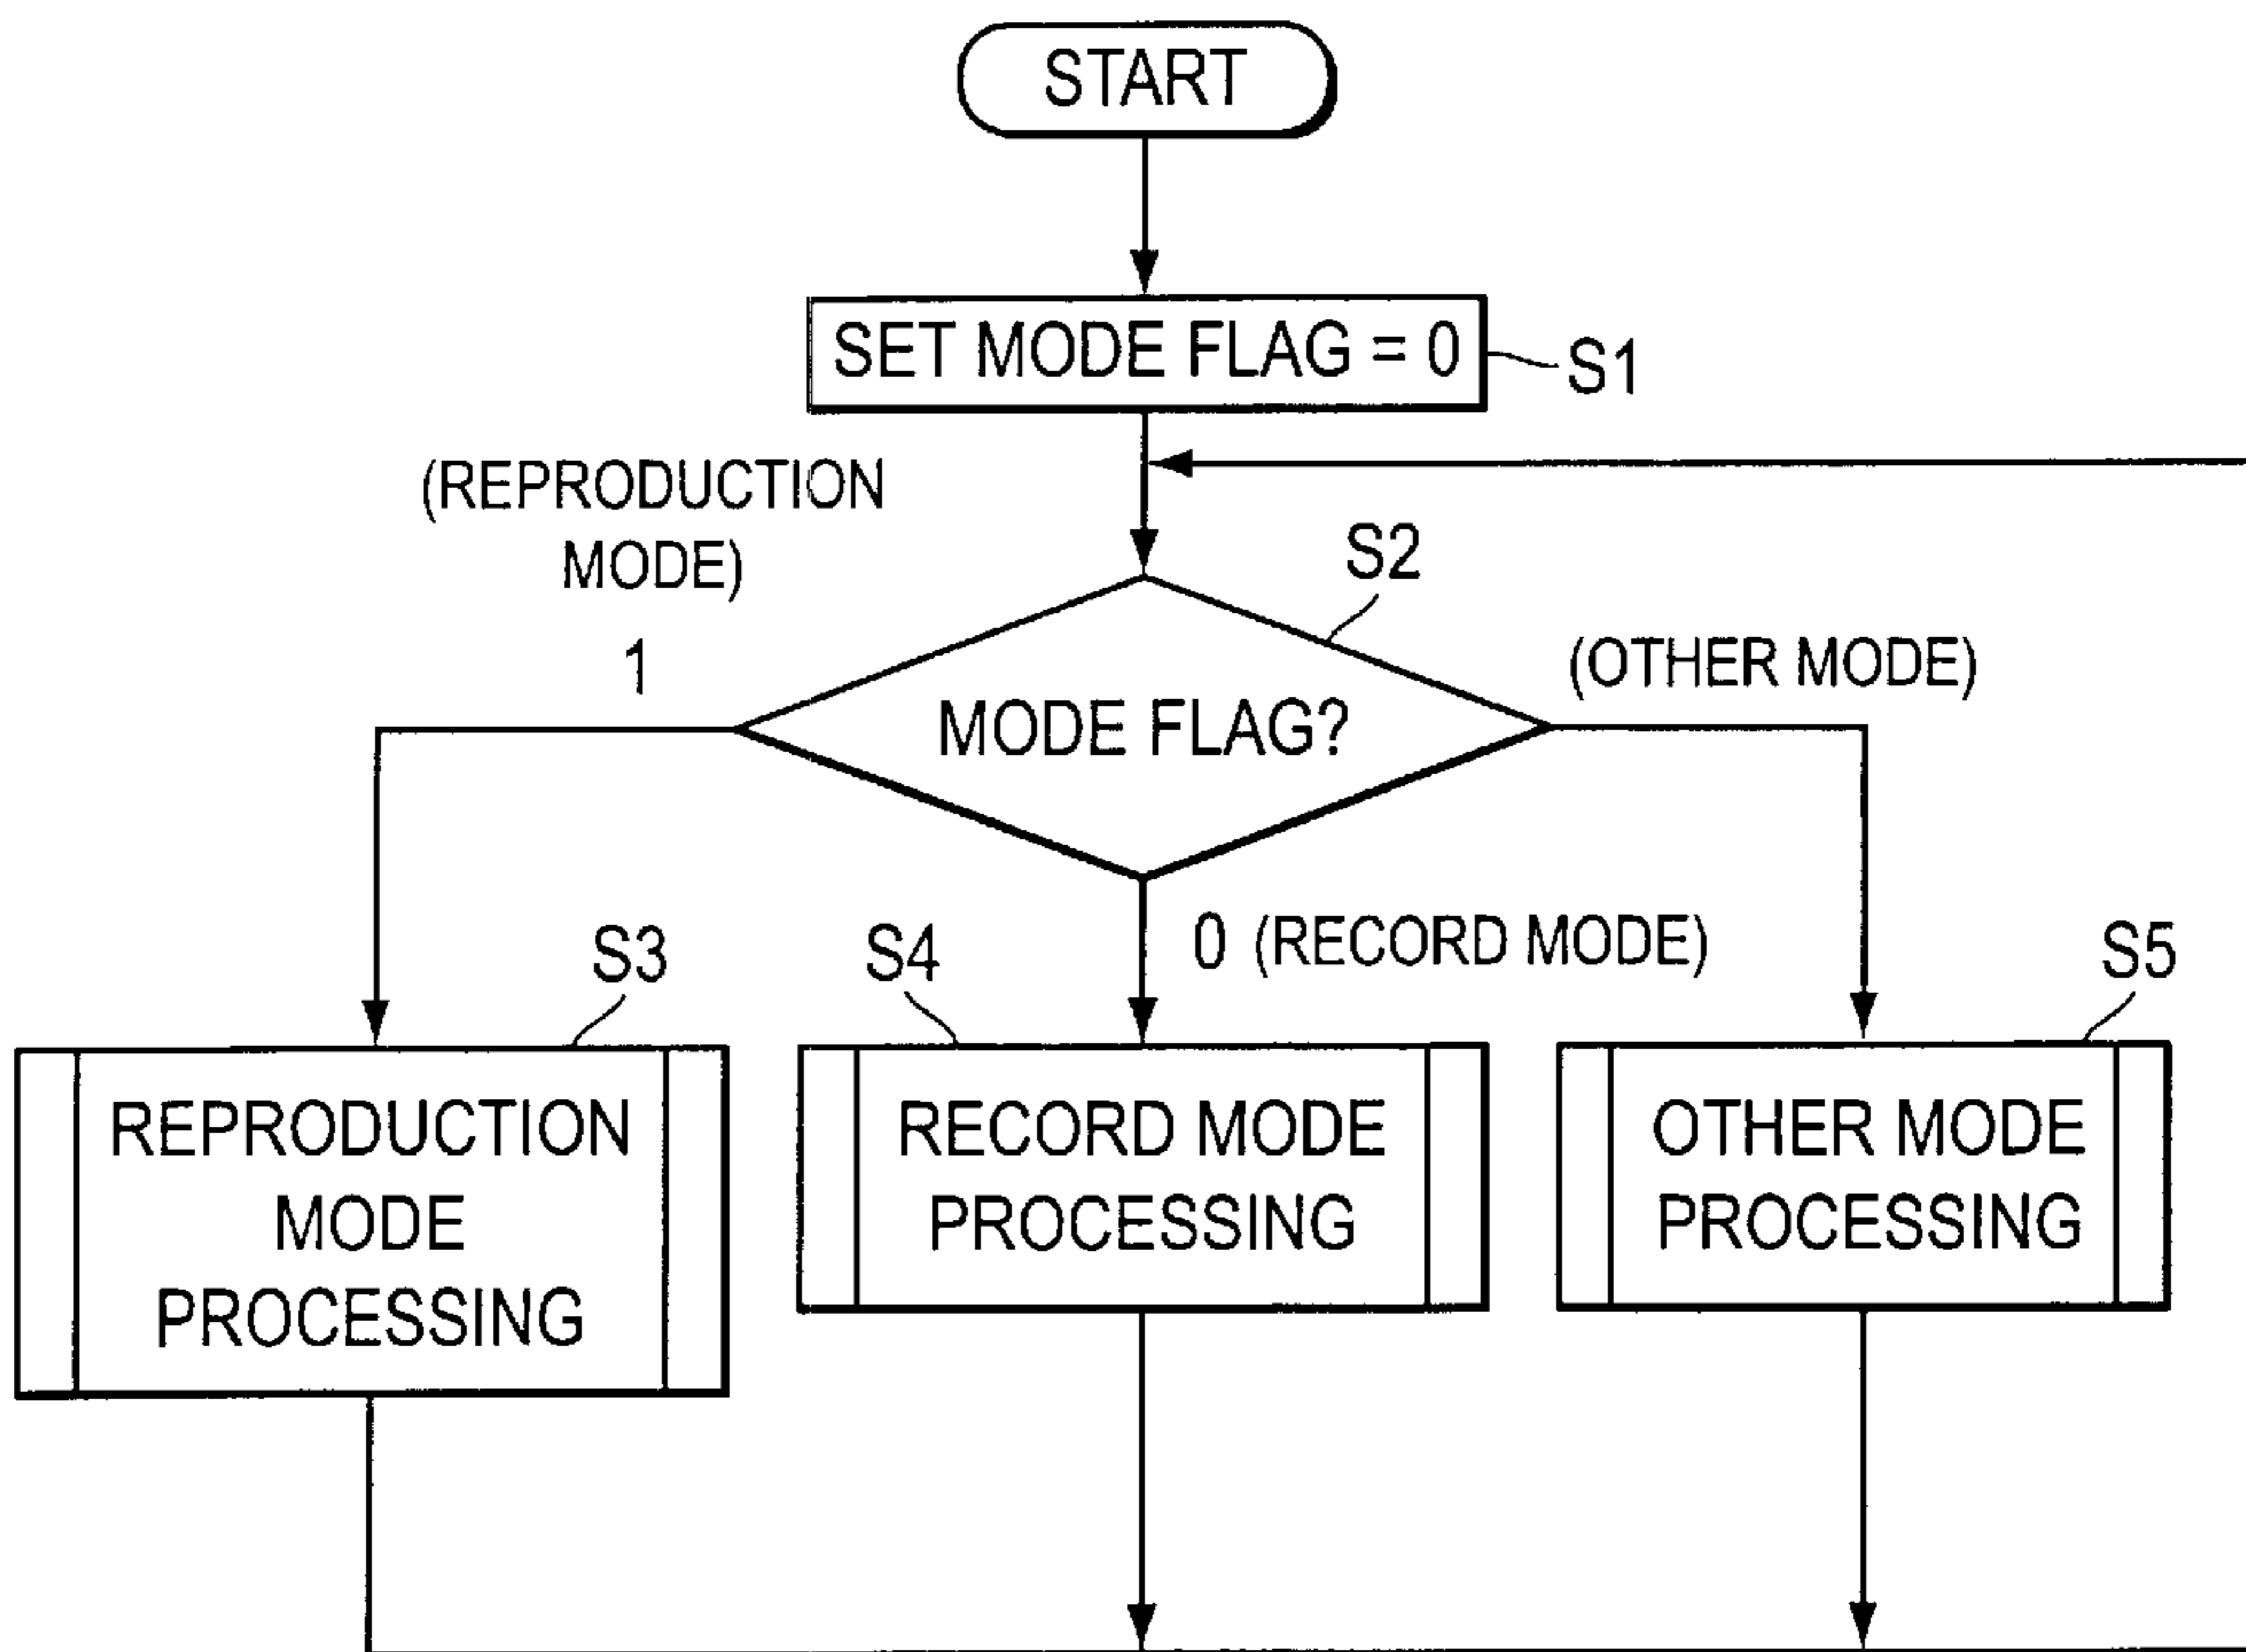 START
SET MODE FLAG = 0
S1
(REPRODUCTION
MODE)
1
S2
MODE FLAG?
(OTHER MODE)
0 (RECORD MODE)
S3
S4
S5
REPRODUCTION
MODE
PROCESSING
RECORD MODE
PROCESSING
OTHER MODE
PROCESSING